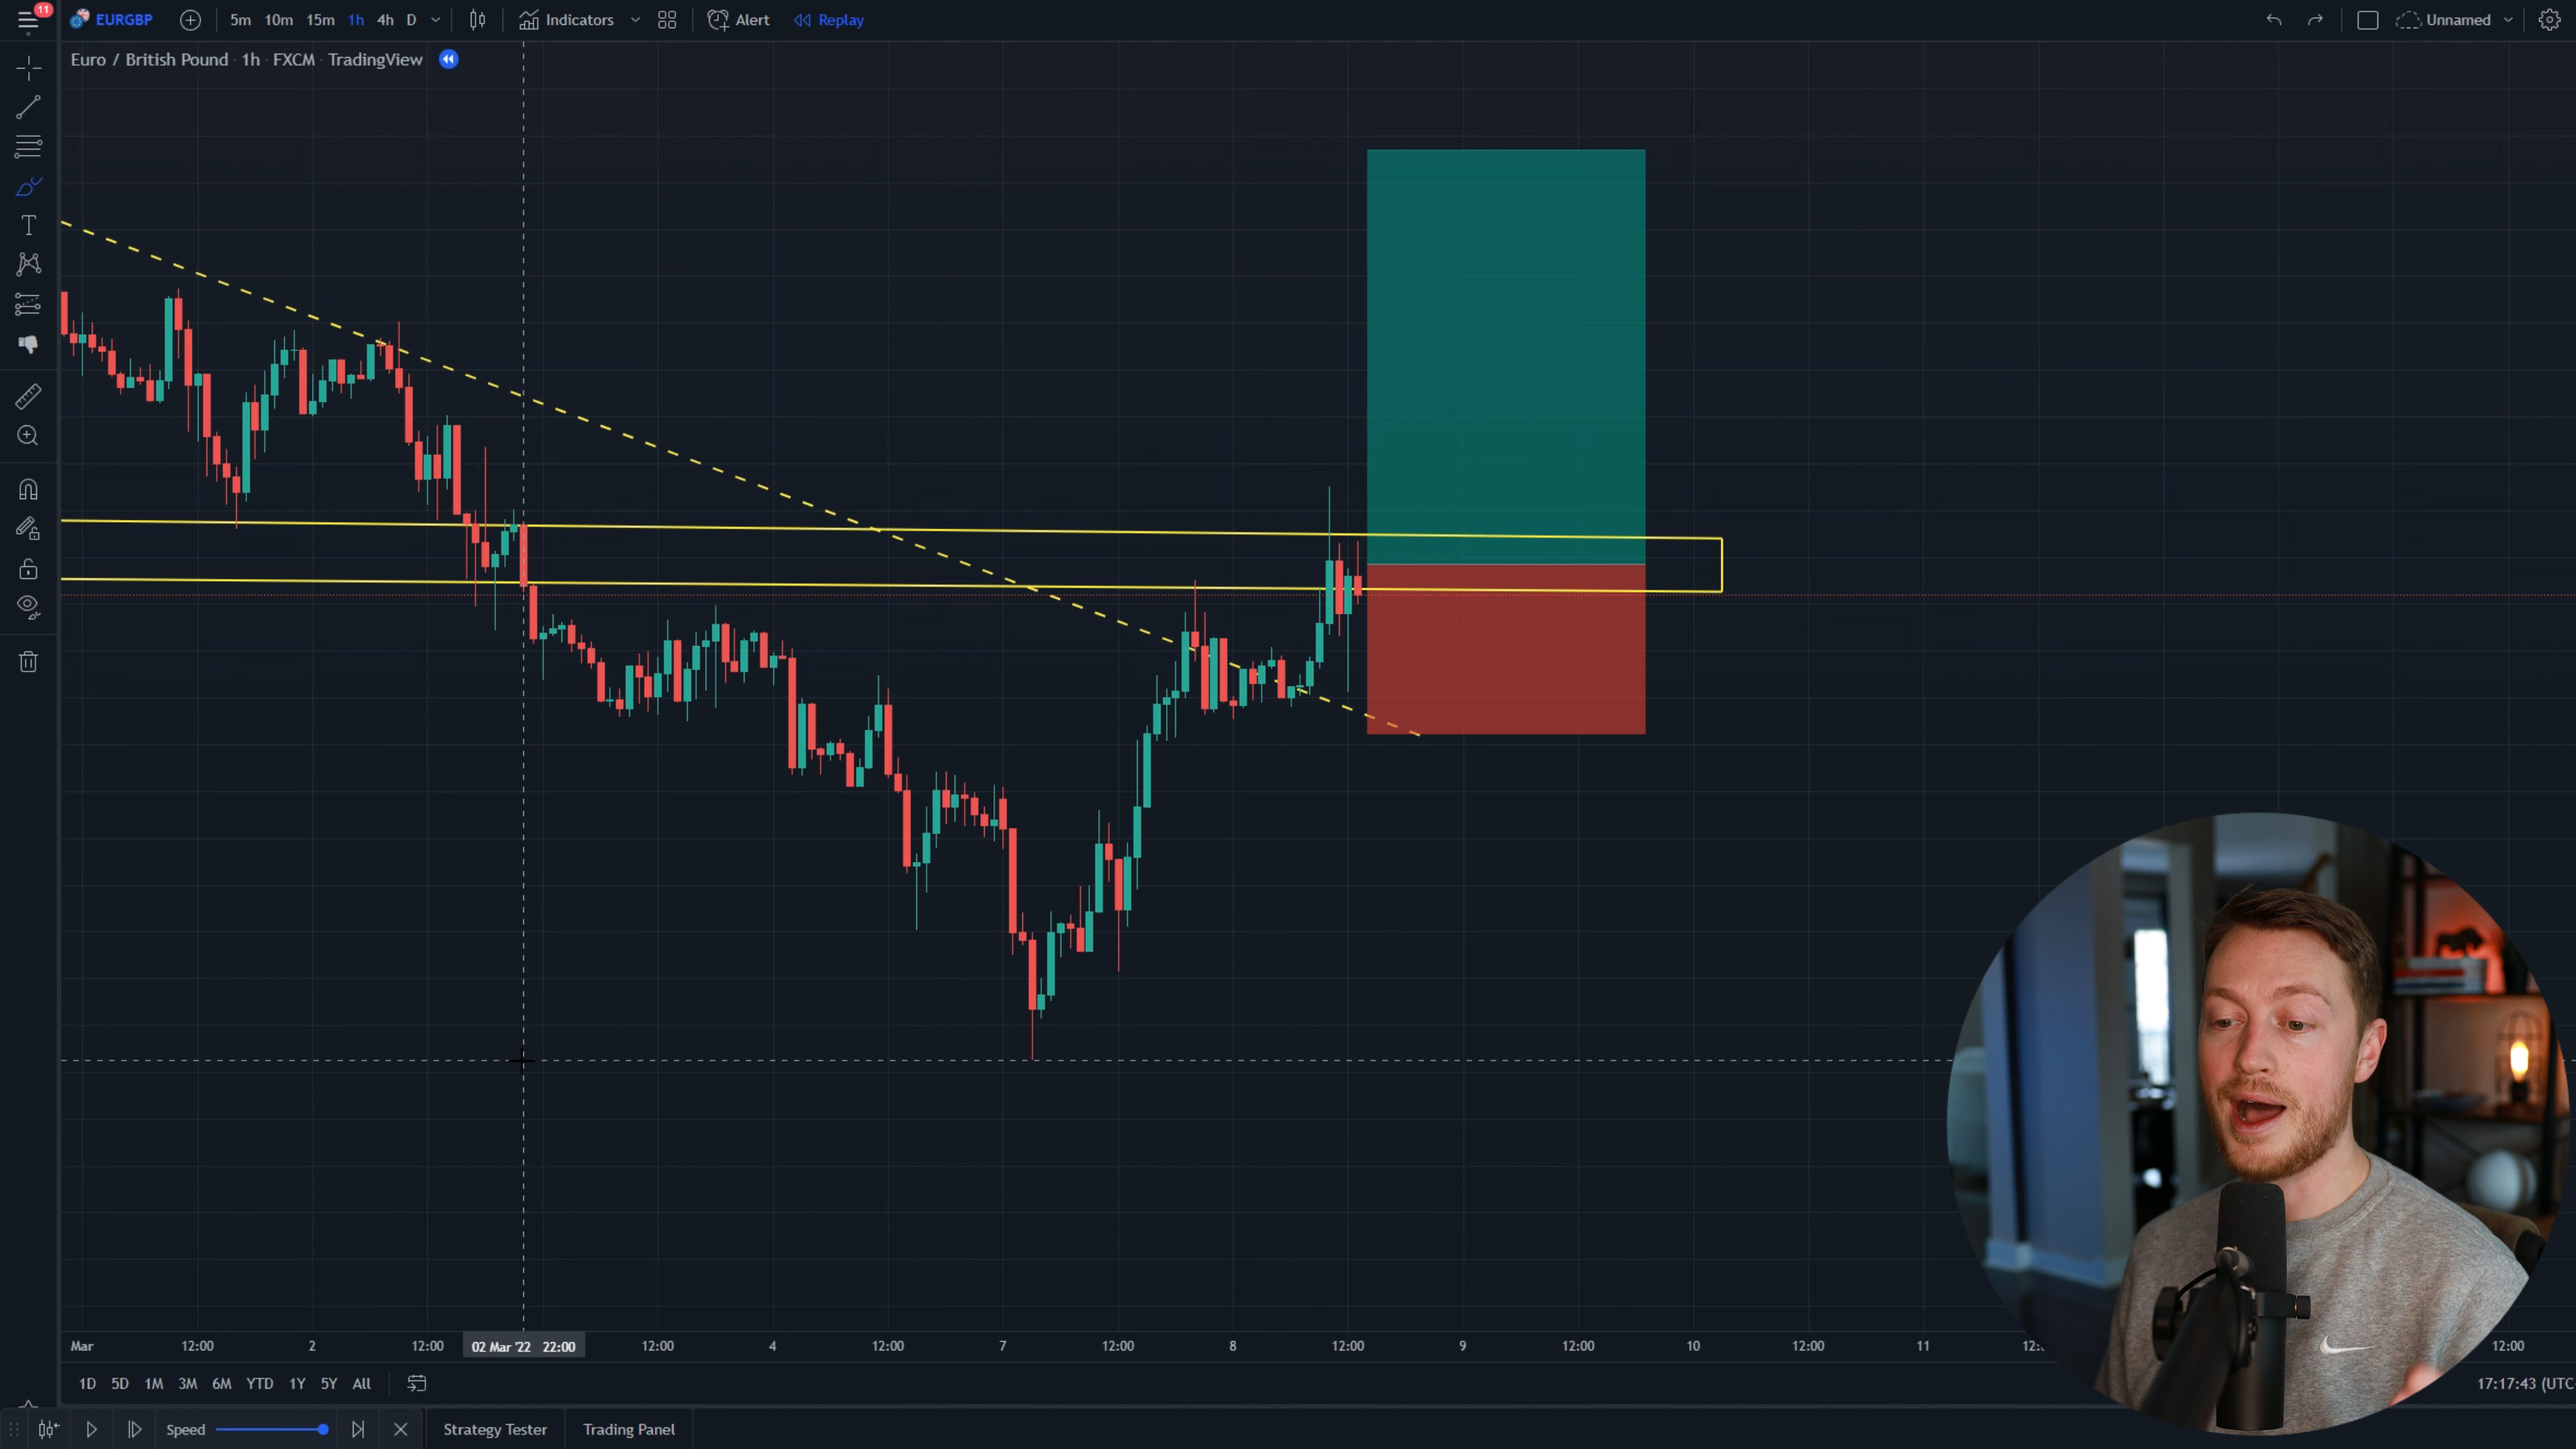 11
EURGBP 5m 10m 15m 1h 4h D Indicators Alert Replay Unnamed
Euro / British Pound · 1h · FXCM · TradingView
T
Mar 12:00 2 12:00 02 Mar '22 22:00 12:00 4 12:00 7 12:00 8 12:00 9 12:00 10 12:00 11 12:00
1D 5D 1M 3M 6M YTD 1Y 5Y All 17:17:43 (UTC
Speed Strategy Tester Trading Panel